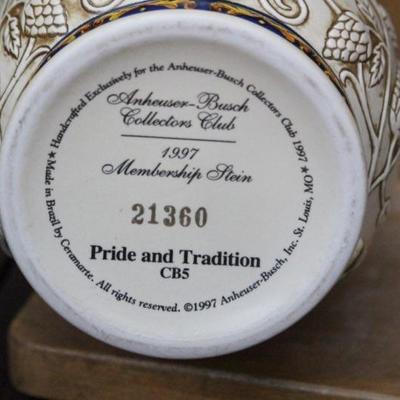 ★ Handcrafted Exclusively for the Anheuser-Busch Collectors Club 1997 ★
Anheuser-Busch
Collectors Club
1997
Membership Stein
21360
Pride and Tradition
CB5
Made in Brazil by Ceramarte. All rights reserved. ©1997 Anheuser-Busch, Inc. St. Louis, MO